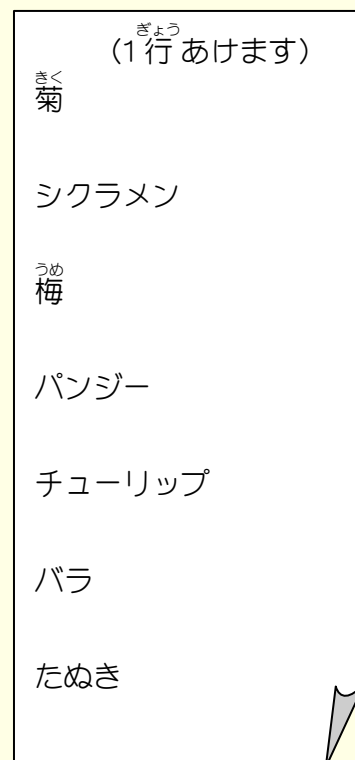 (1行あけます)
菊
シクラメン
梅
パンジー
チューリップ
バラ
たぬき